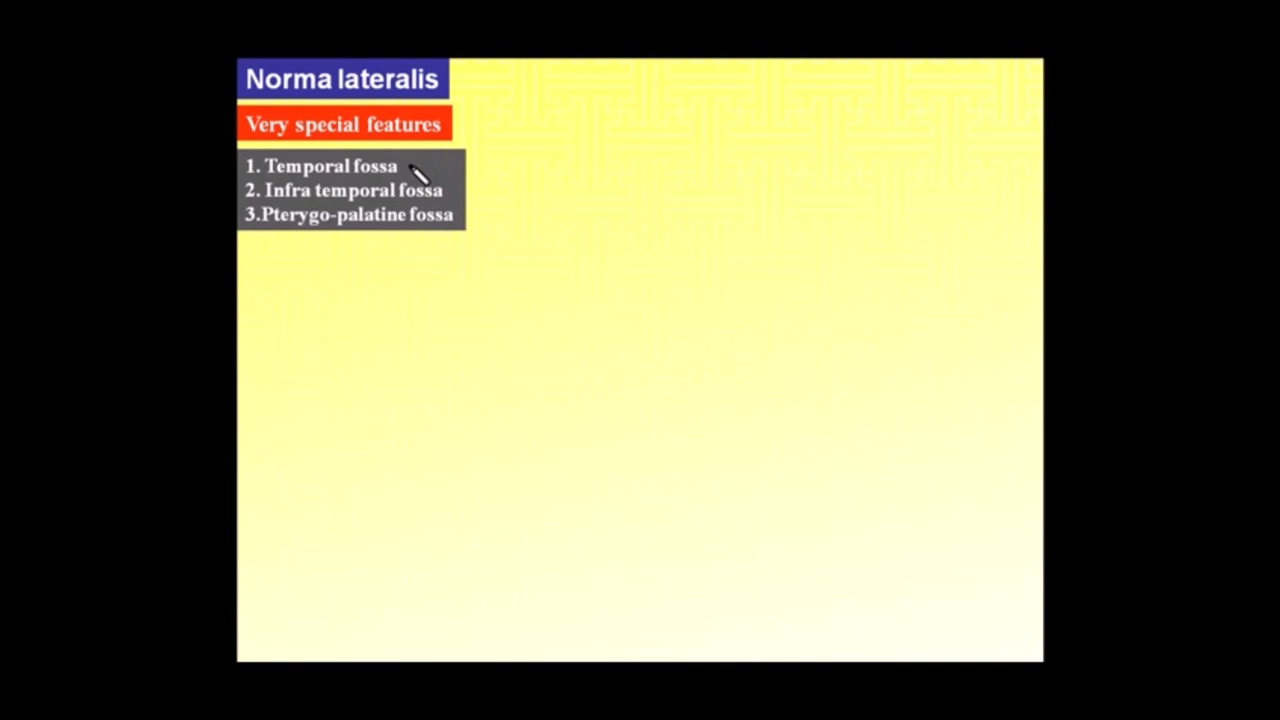 Norma lateralis
Very special features
1. Temporal fossa
2. Infra temporal fossa
3.Pterygo-palatine fossa